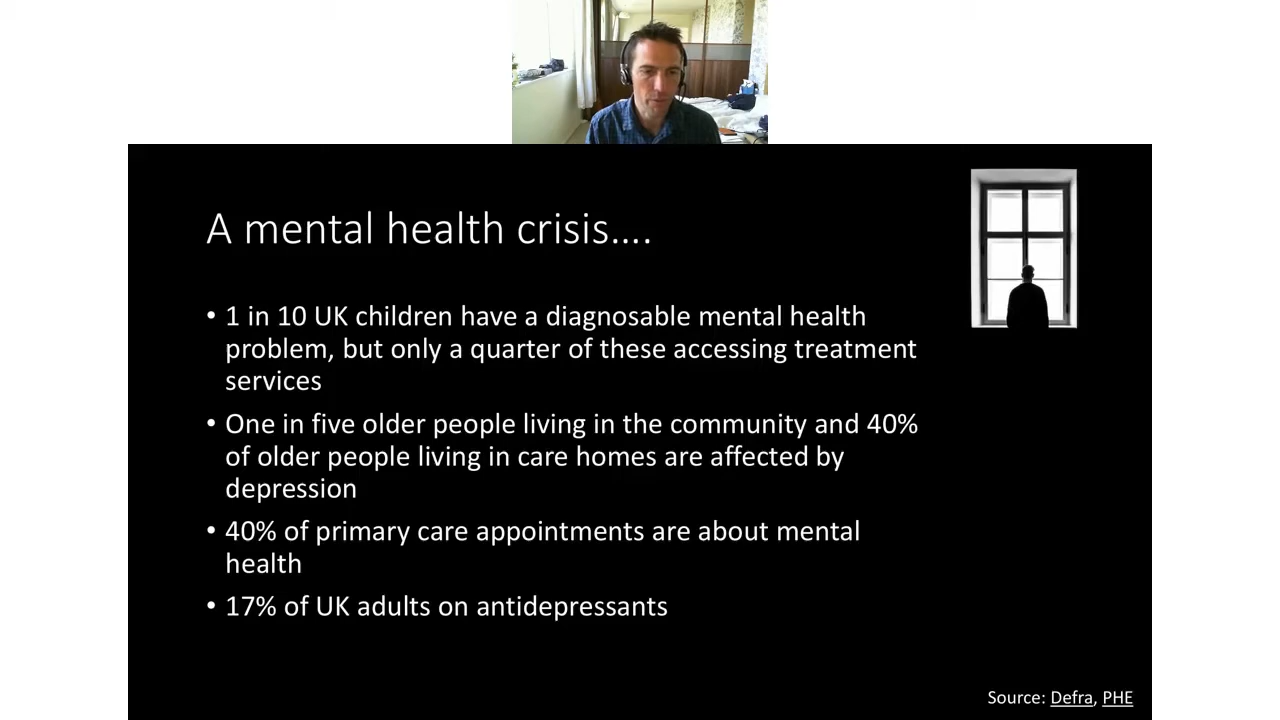 A mental health crisis....
• 1 in 10 UK children have a diagnosable mental health
problem, but only a quarter of these accessing treatment
services
• One in five older people living in the community and 40%
of older people living in care homes are affected by
depression
• 40% of primary care appointments are about mental
health
• 17% of UK adults on antidepressants
Source: Defra, PHE